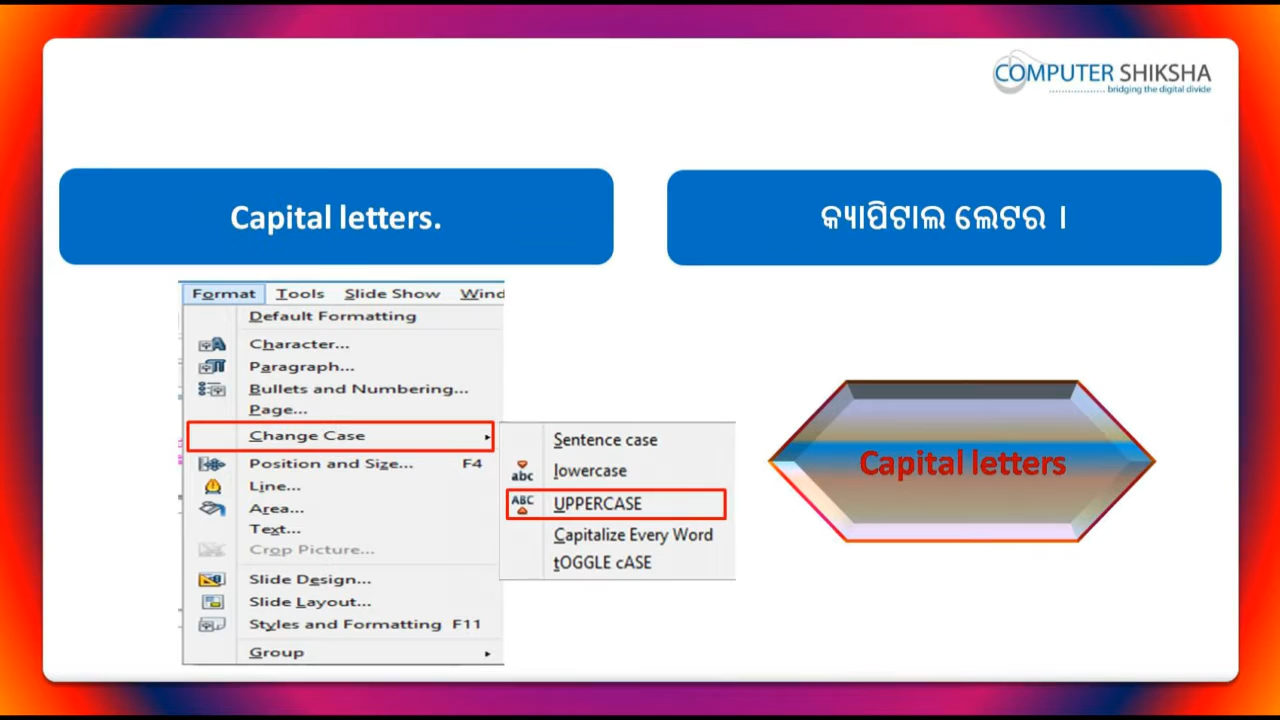 COMPUTER SHIKSHA
bridging the digital divide
Capital letters.
କ୍ୟାପିଟାଲ ଲେଟର ।
Format Tools Slide Show Wind
Default Formatting
Character...
Paragraph...
Bullets and Numbering...
Page...
Change Case
Position and Size... F4
Line...
Area...
Text...
Crop Picture...
Slide Design...
Slide Layout...
Styles and Formatting F11
Group
Sentence case
abc lowercase
ABC UPPERCASE
Capitalize Every Word
tOGGLE cASE
Capital letters